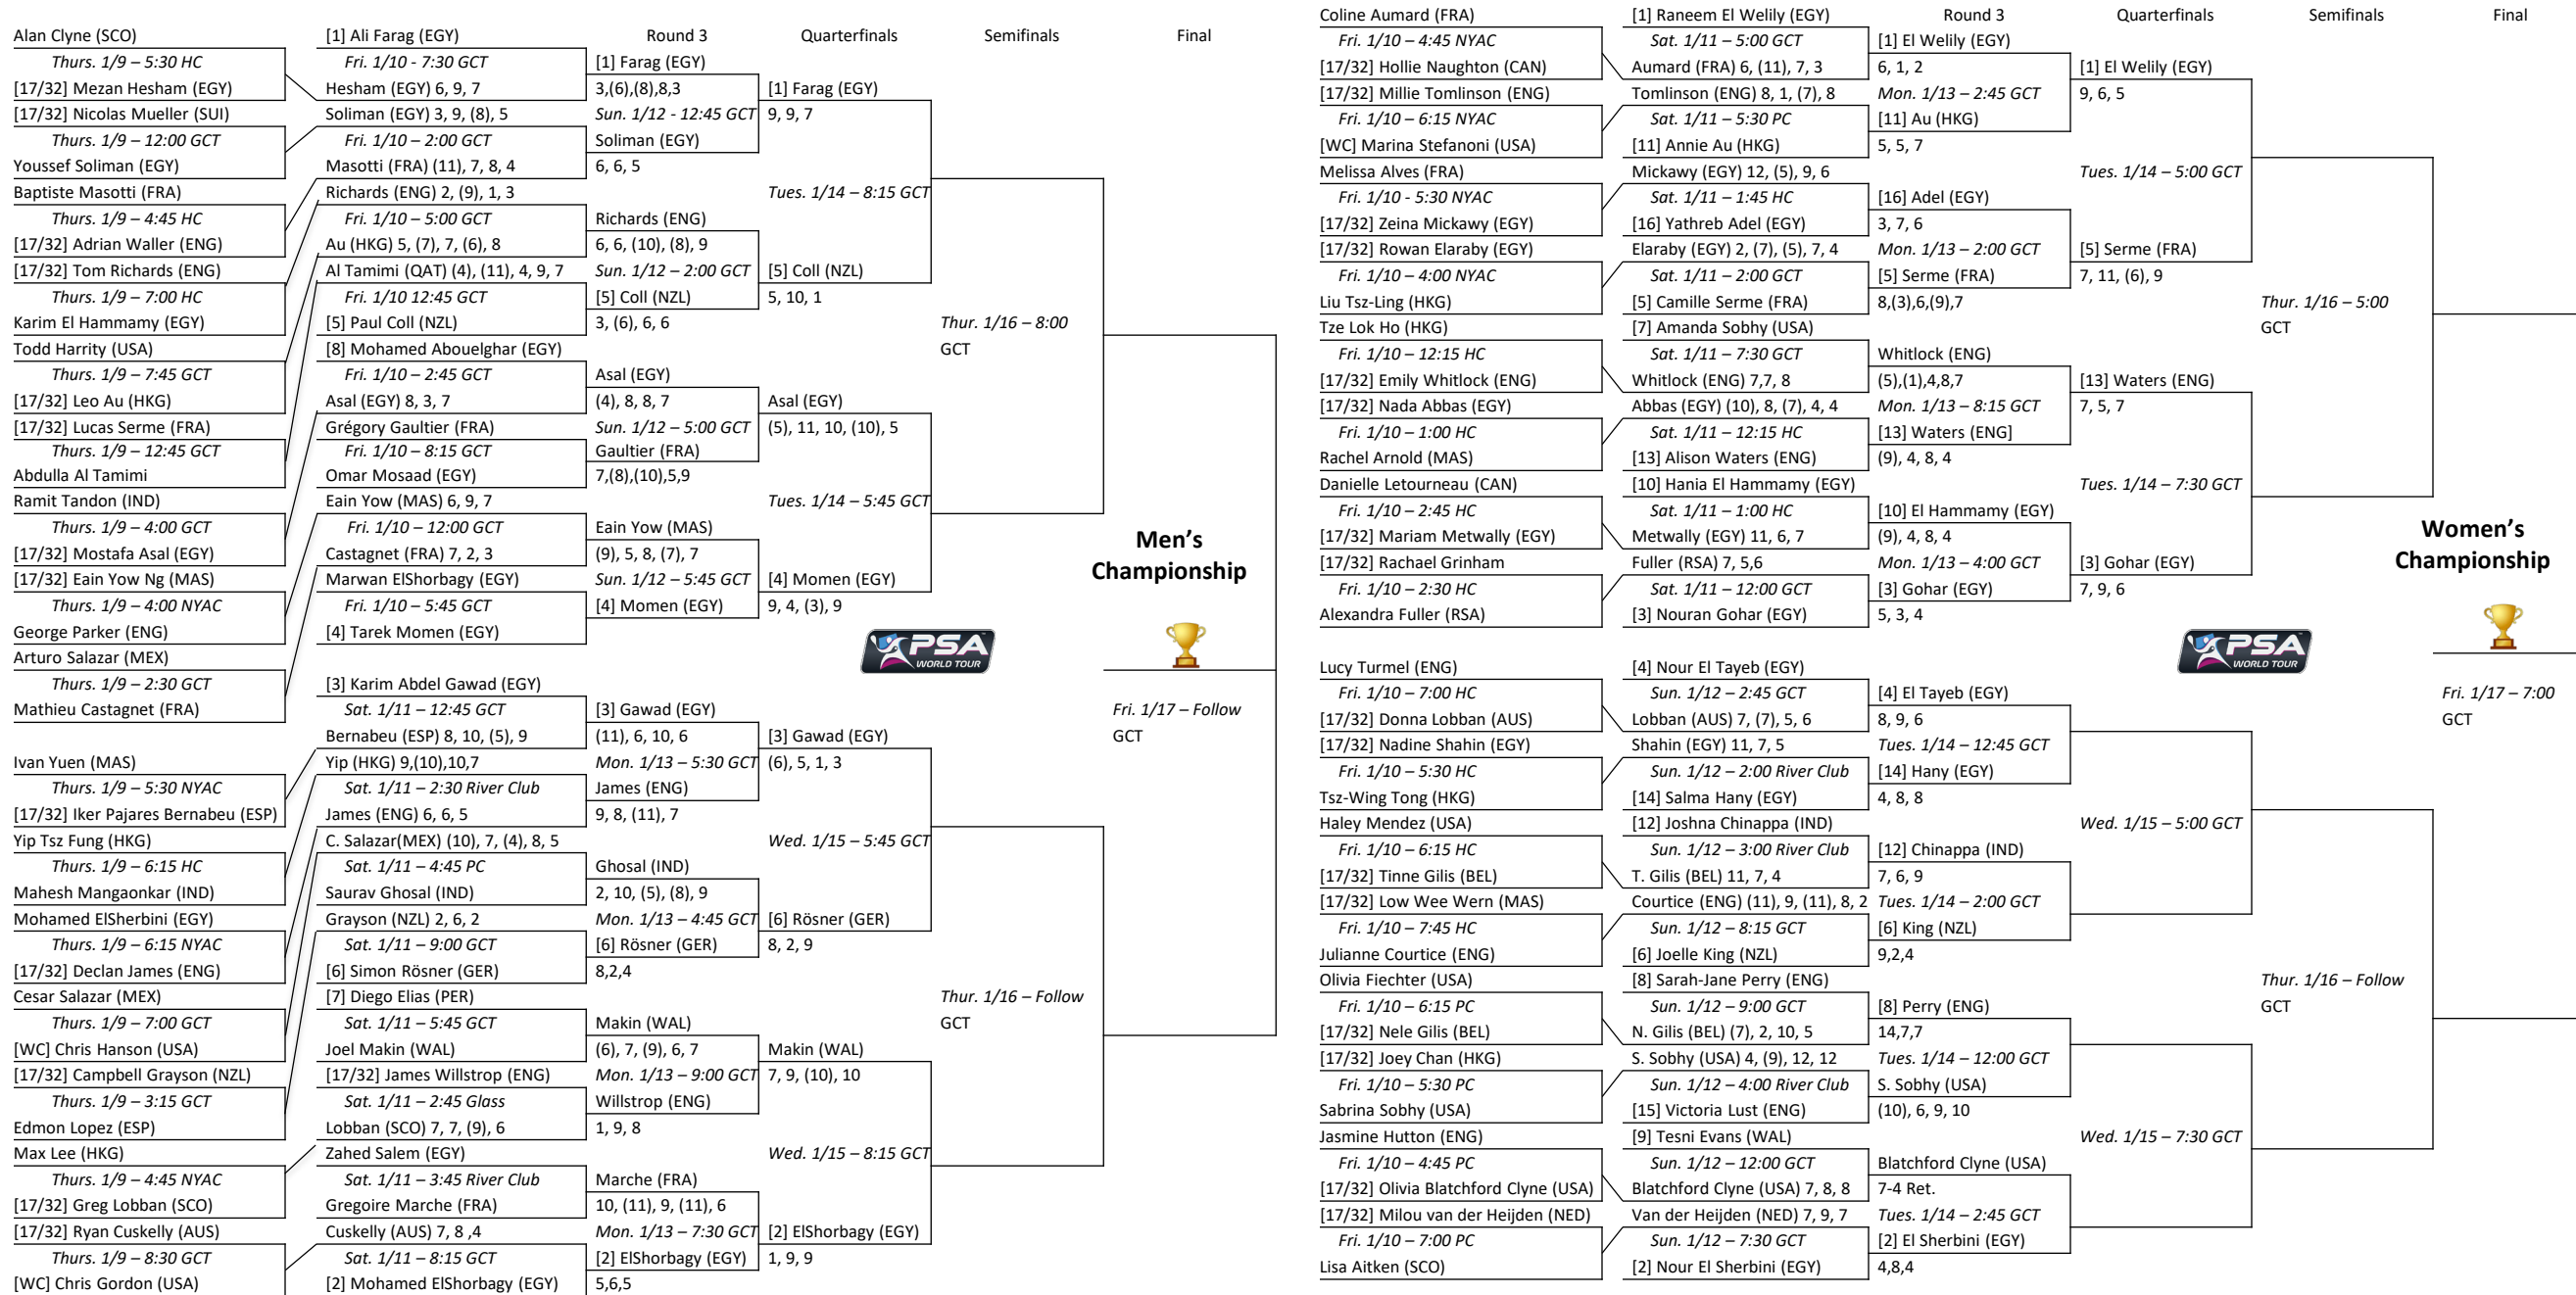 Alan Clyne (SCO)
Thurs. 1/9 – 5:30 HC
[17/32] Mezan Hesham (EGY)
[17/32] Nicolas Mueller (SUI)
Thurs. 1/9 – 12:00 GCT
Youssef Soliman (EGY)
Baptiste Masotti (FRA)
Thurs. 1/9 – 4:45 HC
[17/32] Adrian Waller (ENG)
[17/32] Tom Richards (ENG)
Thurs. 1/9 – 7:00 HC
Karim El Hammamy (EGY)
Todd Harrity (USA)
Thurs. 1/9 – 7:45 GCT
[17/32] Leo Au (HKG)
[17/32] Lucas Serme (FRA)
Thurs. 1/9 – 12:45 GCT
Abdulla Al Tamimi
Ramit Tandon (IND)
Thurs. 1/9 – 4:00 GCT
[17/32] Mostafa Asal (EGY)
[17/32] Eain Yow Ng (MAS)
Thurs. 1/9 – 4:00 NYAC
George Parker (ENG)
Arturo Salazar (MEX)
Thurs. 1/9 – 2:30 GCT
Mathieu Castagnet (FRA)
Ivan Yuen (MAS)
Thurs. 1/9 – 5:30 NYAC
[17/32] Iker Pajares Bernabeu (ESP)
Yip Tsz Fung (HKG)
Thurs. 1/9 – 6:15 HC
Mahesh Mangaonkar (IND)
Mohamed ElSherbini (EGY)
Thurs. 1/9 – 6:15 NYAC
[17/32] Declan James (ENG)
Cesar Salazar (MEX)
Thurs. 1/9 – 7:00 GCT
[WC] Chris Hanson (USA)
[17/32] Campbell Grayson (NZL)
Thurs. 1/9 – 3:15 GCT
Edmon Lopez (ESP)
Max Lee (HKG)
Thurs. 1/9 – 4:45 NYAC
[17/32] Greg Lobban (SCO)
[17/32] Ryan Cuskelly (AUS)
Thurs. 1/9 – 8:30 GCT
[WC] Chris Gordon (USA)
[1] Ali Farag (EGY)
Fri. 1/10 - 7:30 GCT
Hesham (EGY) 6, 9, 7
Soliman (EGY) 3, 9, (8), 5
Fri. 1/10 – 2:00 GCT
Masotti (FRA) (11), 7, 8, 4
Richards (ENG) 2, (9), 1, 3
Fri. 1/10 – 5:00 GCT
Au (HKG) 5, (7), 7, (6), 8
Al Tamimi (QAT) (4), (11), 4, 9, 7
Fri. 1/10 12:45 GCT
[5] Paul Coll (NZL)
[8] Mohamed Abouelghar (EGY)
Fri. 1/10 – 2:45 GCT
Asal (EGY) 8, 3, 7
Grégory Gaultier (FRA)
Fri. 1/10 – 8:15 GCT
Omar Mosaad (EGY)
Eain Yow (MAS) 6, 9, 7
Fri. 1/10 – 12:00 GCT
Castagnet (FRA) 7, 2, 3
Marwan ElShorbagy (EGY)
Fri. 1/10 – 5:45 GCT
[4] Tarek Momen (EGY)
[3] Karim Abdel Gawad (EGY)
Sat. 1/11 – 12:45 GCT
Bernabeu (ESP) 8, 10, (5), 9
Yip (HKG) 9,(10),10,7
Sat. 1/11 – 2:30 River Club
James (ENG) 6, 6, 5
C. Salazar(MEX) (10), 7, (4), 8, 5
Sat. 1/11 – 4:45 PC
Saurav Ghosal (IND)
Grayson (NZL) 2, 6, 2
Sat. 1/11 – 9:00 GCT
[6] Simon Rösner (GER)
[7] Diego Elias (PER)
Sat. 1/11 – 5:45 GCT
Joel Makin (WAL)
[17/32] James Willstrop (ENG)
Sat. 1/11 – 2:45 Glass
Lobban (SCO) 7, 7, (9), 6
Zahed Salem (EGY)
Sat. 1/11 – 3:45 River Club
Gregoire Marche (FRA)
Cuskelly (AUS) 7, 8 ,4
Sat. 1/11 – 8:15 GCT
[2] Mohamed ElShorbagy (EGY)
Round 3
[1] Farag (EGY)
3,(6),(8),8,3
Sun. 1/12 - 12:45 GCT
Soliman (EGY)
6, 6, 5
Richards (ENG)
6, 6, (10), (8), 9
Sun. 1/12 – 2:00 GCT
[5] Coll (NZL)
3, (6), 6, 6
Asal (EGY)
(4), 8, 8, 7
Sun. 1/12 – 5:00 GCT
Gaultier (FRA)
7,(8),(10),5,9
Eain Yow (MAS)
(9), 5, 8, (7), 7
Sun. 1/12 – 5:45 GCT
[4] Momen (EGY)
[3] Gawad (EGY)
(11), 6, 10, 6
Mon. 1/13 – 5:30 GCT
James (ENG)
9, 8, (11), 7
Ghosal (IND)
2, 10, (5), (8), 9
Mon. 1/13 – 4:45 GCT
[6] Rösner (GER)
8,2,4
Makin (WAL)
(6), 7, (9), 6, 7
Mon. 1/13 – 9:00 GCT
Willstrop (ENG)
1, 9, 8
Marche (FRA)
10, (11), 9, (11), 6
Mon. 1/13 – 7:30 GCT
[2] ElShorbagy (EGY)
5,6,5
Quarterfinals
[1] Farag (EGY)
9, 9, 7
Tues. 1/14 – 8:15 GCT
[5] Coll (NZL)
5, 10, 1
Asal (EGY)
(5), 11, 10, (10), 5
Tues. 1/14 – 5:45 GCT
[4] Momen (EGY)
9, 4, (3), 9
[3] Gawad (EGY)
(6), 5, 1, 3
Wed. 1/15 – 5:45 GCT
[6] Rösner (GER)
8, 2, 9
Makin (WAL)
7, 9, (10), 10
Wed. 1/15 – 8:15 GCT
[2] ElShorbagy (EGY)
1, 9, 9
Semifinals
Thur. 1/16 – 8:00
GCT
PSA
WORLD TOUR
Thur. 1/16 – Follow
GCT
Final
Men's
Championship
Fri. 1/17 – Follow
GCT
Coline Aumard (FRA)
Fri. 1/10 – 4:45 NYAC
[17/32] Hollie Naughton (CAN)
[17/32] Millie Tomlinson (ENG)
Fri. 1/10 – 6:15 NYAC
[WC] Marina Stefanoni (USA)
Melissa Alves (FRA)
Fri. 1/10 - 5:30 NYAC
[17/32] Zeina Mickawy (EGY)
[17/32] Rowan Elaraby (EGY)
Fri. 1/10 – 4:00 NYAC
Liu Tsz-Ling (HKG)
Tze Lok Ho (HKG)
Fri. 1/10 – 12:15 HC
[17/32] Emily Whitlock (ENG)
[17/32] Nada Abbas (EGY)
Fri. 1/10 – 1:00 HC
Rachel Arnold (MAS)
Danielle Letourneau (CAN)
Fri. 1/10 – 2:45 HC
[17/32] Mariam Metwally (EGY)
[17/32] Rachael Grinham
Fri. 1/10 – 2:30 HC
Alexandra Fuller (RSA)
Lucy Turmel (ENG)
Fri. 1/10 – 7:00 HC
[17/32] Donna Lobban (AUS)
[17/32] Nadine Shahin (EGY)
Fri. 1/10 – 5:30 HC
Tsz-Wing Tong (HKG)
Haley Mendez (USA)
Fri. 1/10 – 6:15 HC
[17/32] Tinne Gilis (BEL)
[17/32] Low Wee Wern (MAS)
Fri. 1/10 – 7:45 HC
Julianne Courtice (ENG)
Olivia Fiechter (USA)
Fri. 1/10 – 6:15 PC
[17/32] Nele Gilis (BEL)
[17/32] Joey Chan (HKG)
Fri. 1/10 – 5:30 PC
Sabrina Sobhy (USA)
Jasmine Hutton (ENG)
Fri. 1/10 – 4:45 PC
[17/32] Olivia Blatchford Clyne (USA)
[17/32] Milou van der Heijden (NED)
Fri. 1/10 – 7:00 PC
Lisa Aitken (SCO)
[1] Raneem El Welily (EGY)
Sat. 1/11 – 5:00 GCT
Aumard (FRA) 6, (11), 7, 3
Tomlinson (ENG) 8, 1, (7), 8
Sat. 1/11 – 5:30 PC
[11] Annie Au (HKG)
Mickawy (EGY) 12, (5), 9, 6
Sat. 1/11 – 1:45 HC
[16] Yathreb Adel (EGY)
Elaraby (EGY) 2, (7), (5), 7, 4
Sat. 1/11 – 2:00 GCT
[5] Camille Serme (FRA)
[7] Amanda Sobhy (USA)
Sat. 1/11 – 7:30 GCT
Whitlock (ENG) 7,7, 8
Abbas (EGY) (10), 8, (7), 4, 4
Sat. 1/11 – 12:15 HC
[13] Alison Waters (ENG)
[10] Hania El Hammamy (EGY)
Sat. 1/11 – 1:00 HC
Metwally (EGY) 11, 6, 7
Fuller (RSA) 7, 5,6
Sat. 1/11 – 12:00 GCT
[3] Nouran Gohar (EGY)
[4] Nour El Tayeb (EGY)
Sun. 1/12 – 2:45 GCT
Lobban (AUS) 7, (7), 5, 6
Shahin (EGY) 11, 7, 5
Sun. 1/12 – 2:00 River Club
[14] Salma Hany (EGY)
[12] Joshna Chinappa (IND)
Sun. 1/12 – 3:00 River Club
T. Gilis (BEL) 11, 7, 4
Courtice (ENG) (11), 9, (11), 8, 2
Sun. 1/12 – 8:15 GCT
[6] Joelle King (NZL)
[8] Sarah-Jane Perry (ENG)
Sun. 1/12 – 9:00 GCT
N. Gilis (BEL) (7), 2, 10, 5
S. Sobhy (USA) 4, (9), 12, 12
Sun. 1/12 – 4:00 River Club
[15] Victoria Lust (ENG)
[9] Tesni Evans (WAL)
Sun. 1/12 – 12:00 GCT
Blatchford Clyne (USA) 7, 8, 8
Van der Heijden (NED) 7, 9, 7
Sun. 1/12 – 7:30 GCT
[2] Nour El Sherbini (EGY)
Round 3
[1] El Welily (EGY)
6, 1, 2
Mon. 1/13 – 2:45 GCT
[11] Au (HKG)
5, 5, 7
[16] Adel (EGY)
3, 7, 6
Mon. 1/13 – 2:00 GCT
[5] Serme (FRA)
8,(3),6,(9),7
Whitlock (ENG)
(5),(1),4,8,7
Mon. 1/13 – 8:15 GCT
[13] Waters (ENG]
(9), 4, 8, 4
[10] El Hammamy (EGY)
(9), 4, 8, 4
Mon. 1/13 – 4:00 GCT
[3] Gohar (EGY)
5, 3, 4
[4] El Tayeb (EGY)
8, 9, 6
Tues. 1/14 – 12:45 GCT
[14] Hany (EGY)
4, 8, 8
[12] Chinappa (IND)
7, 6, 9
Tues. 1/14 – 2:00 GCT
[6] King (NZL)
9,2,4
[8] Perry (ENG)
14,7,7
Tues. 1/14 – 12:00 GCT
S. Sobhy (USA)
(10), 6, 9, 10
Blatchford Clyne (USA)
7-4 Ret.
Tues. 1/14 – 2:45 GCT
[2] El Sherbini (EGY)
4,8,4
Quarterfinals
[1] El Welily (EGY)
9, 6, 5
Tues. 1/14 – 5:00 GCT
[5] Serme (FRA)
7, 11, (6), 9
[13] Waters (ENG)
7, 5, 7
Tues. 1/14 – 7:30 GCT
[3] Gohar (EGY)
7, 9, 6
Wed. 1/15 – 5:00 GCT
Wed. 1/15 – 7:30 GCT
Semifinals
Thur. 1/16 – 5:00
GCT
PSA
WORLD TOUR
Thur. 1/16 – Follow
GCT
Final
Women's
Championship
Fri. 1/17 – 7:00
GCT